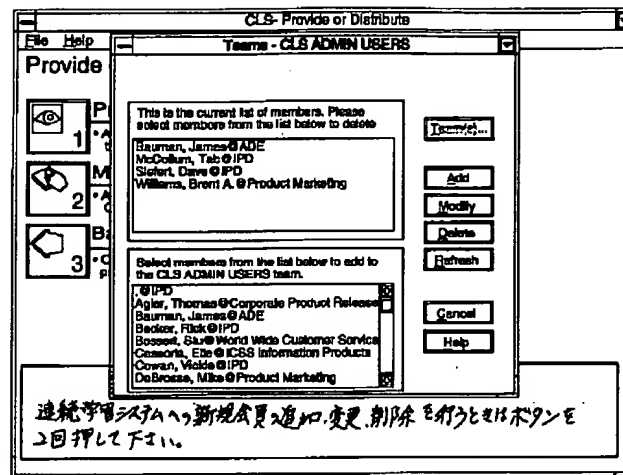 CLS- Provide or Distribute
File Help
Teams - CLS ADMIN USERS
Provide
This is the current list of members. Please
select members from the list below to delete
Team(s)...
Bauman, James@ADE
McCollum, Tab@IPD
Siefert, Dave@IPD
Williams, Brent A.@Product Marketing
Add
Modify
Delete
Refresh
1
2
3
Select members from the list below to add to
the CLS ADMIN USERS team.
,@IPD
Agler, Thomas@Corporate Product Release
Bauman, James@ADE
Becker, Rick@IPD
Bossert, Stu@World Wide Customer Service
Cassoria, Etie@ICSS Information Products
Cowan, Vickie@IPD
DeBrosse, Mike@Product Marketing
Cancel
Help
連続学習システムへの新規会員の追加、変更、削除を行うときはボタンを
2回押して下さい。